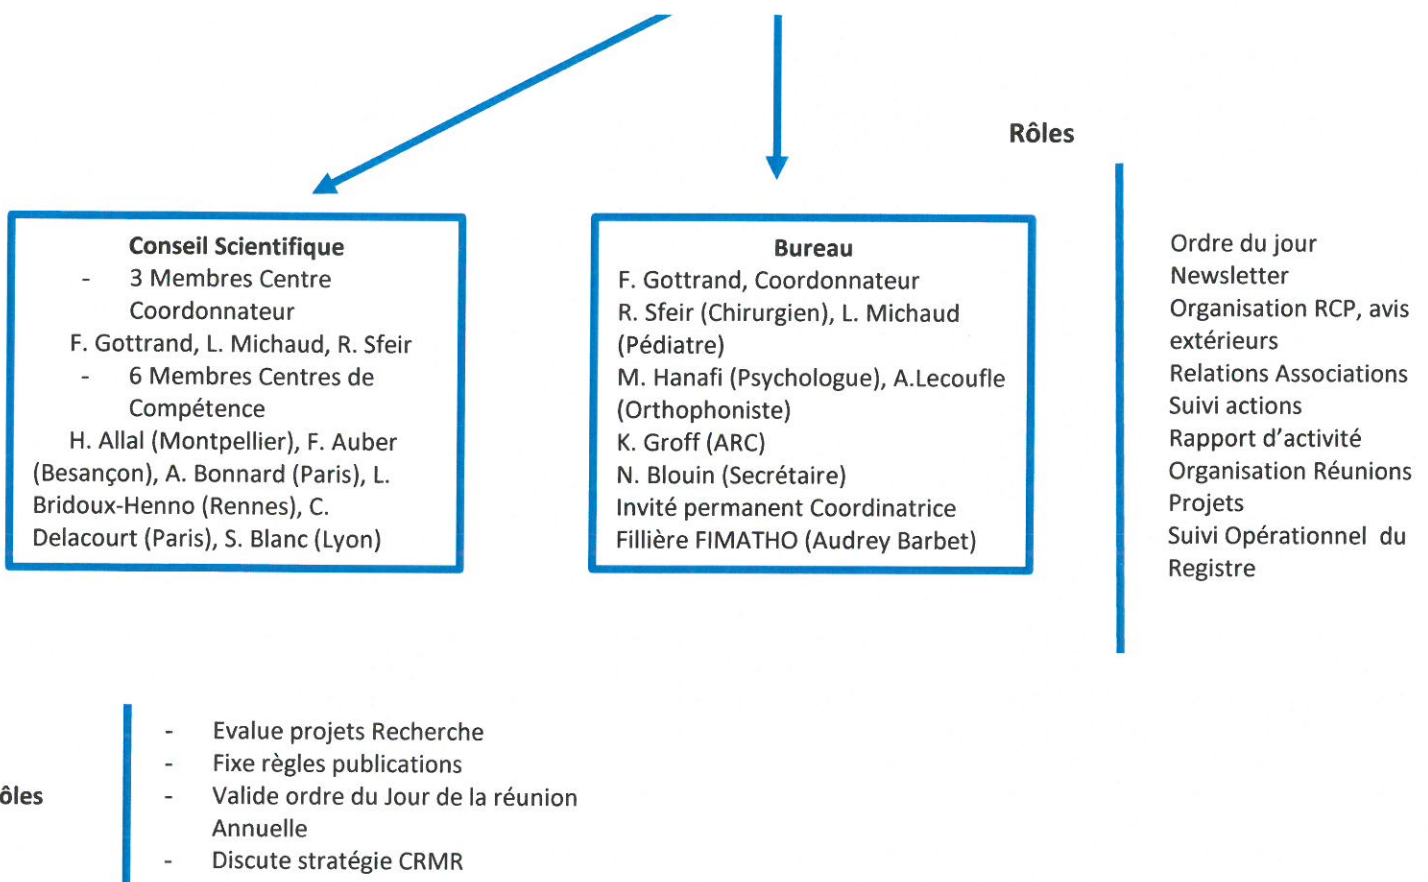 Conseil Scientifique
- 3 Membres Centre
Coordonnateur
F. Gottrand, L. Michaud, R. Sfeir
- 6 Membres Centres de
Compétence
H. Allal (Montpellier), F. Auber
(Besançon), A. Bonnard (Paris), L.
Bridoux-Henno (Rennes), C.
Delacourt (Paris), S. Blanc (Lyon)
Bureau
F. Gottrand, Coordonnateur
R. Sfeir (Chirurgien), L. Michaud
(Pédiatre)
M. Hanafi (Psychologue), A.Lecoufle
(Orthophoniste)
K. Groff (ARC)
N. Blouin (Secrétaire)
Invité permanent Coordinatrice
Fillière FIMATHO (Audrey Barbet)
Rôles
Ordre du jour
Newsletter
Organisation RCP, avis
extérieurs
Relations Associations
Suivi actions
Rapport d’activité
Organisation Réunions
Projets
Suivi Opérationnel du
Registre
ôles
- Evalue projets Recherche
- Fixe règles publications
- Valide ordre du Jour de la réunion
Annuelle
- Discute stratégie CRMR